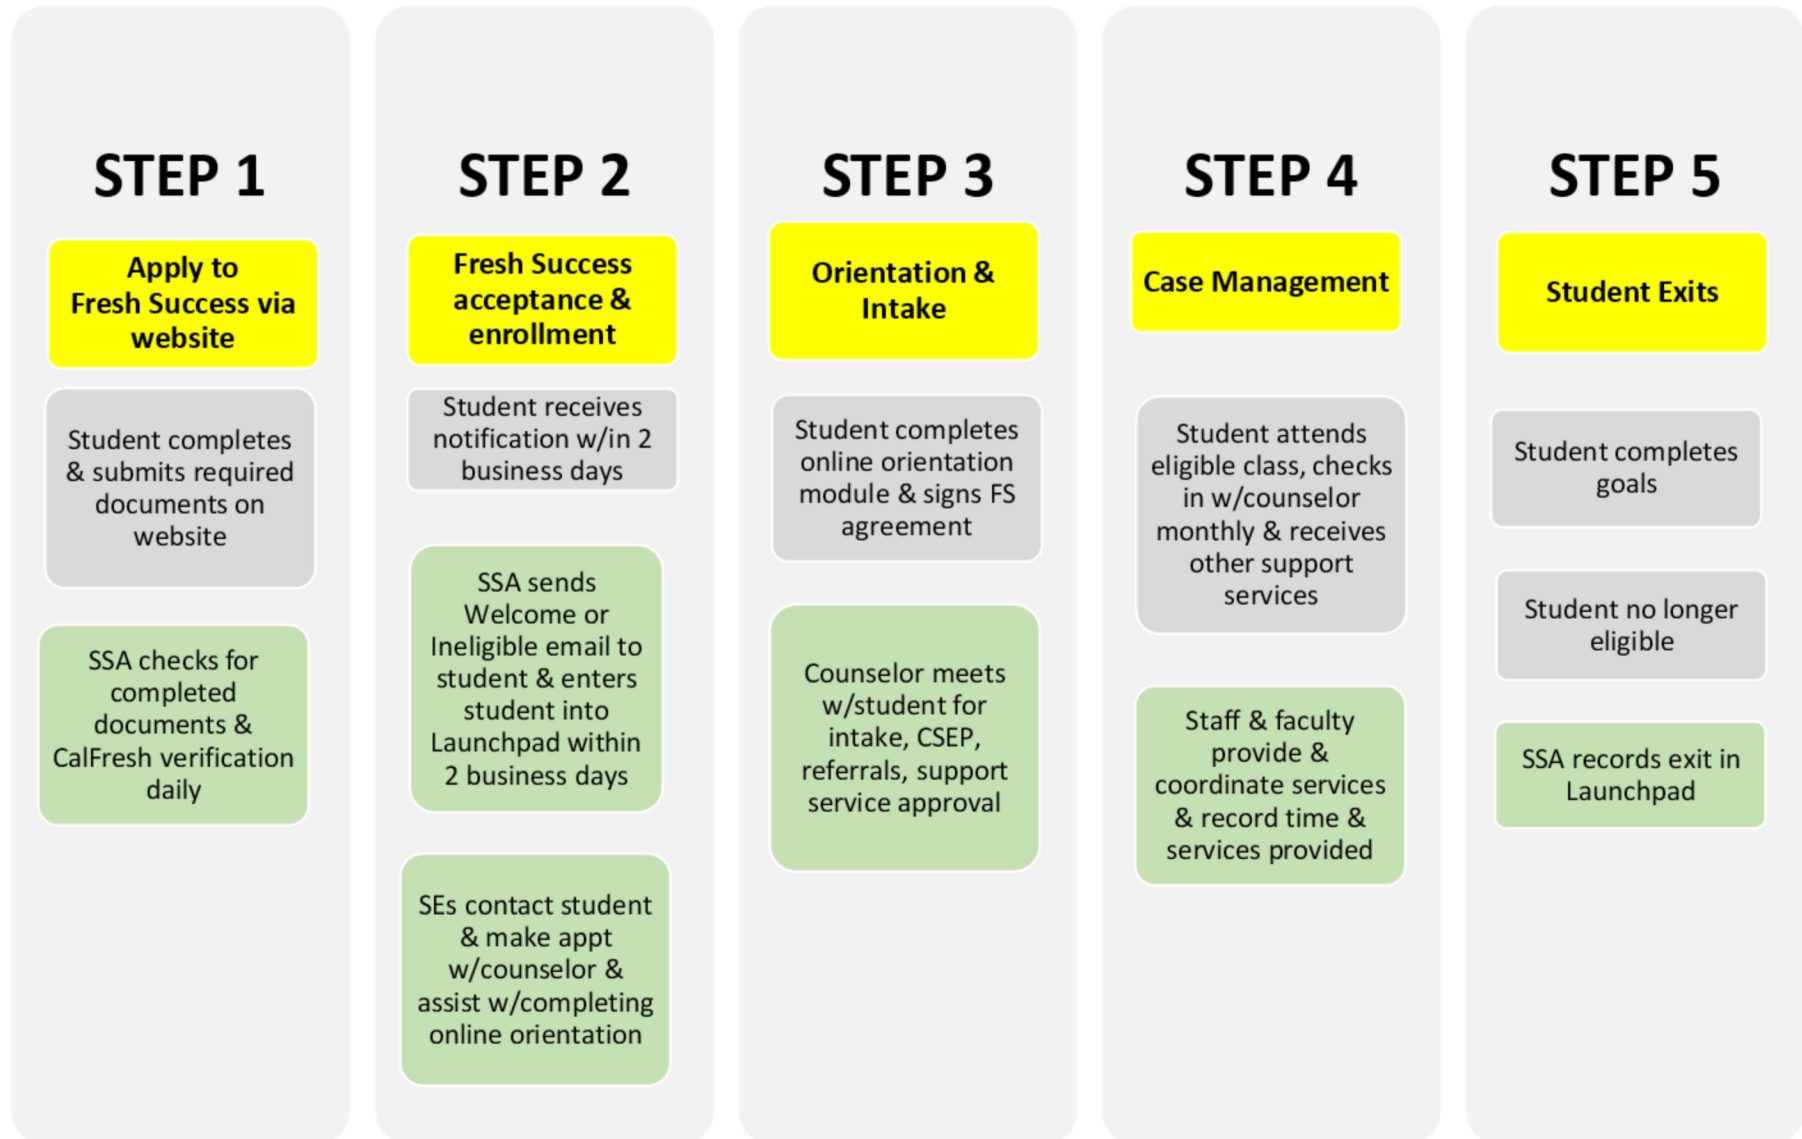 STEP 1
Apply to
Fresh Success via
website
Student completes
& submits required
documents on
website
SSA checks for
completed
documents &
CalFresh verification
daily
STEP 2
Fresh Success
acceptance &
enrollment
Student receives
notification w/in 2
business days
SSA sends
Welcome or
Ineligible email to
student & enters
student into
Launchpad within
2 business days
SEs contact student
& make appt
w/counselor &
assist w/completing
online orientation
STEP 3
Orientation &
Intake
Student completes
online orientation
module & signs FS
agreement
Counselor meets
w/student for
intake, CSEP,
referrals, support
service approval
STEP 4
Case Management
Student attends
eligible class, checks
in w/counselor
monthly & receives
other support
services
Staff & faculty
provide &
coordinate services
& record time &
services provided
STEP 5
Student Exits
Student completes
goals
Student no longer
eligible
SSA records exit in
Launchpad